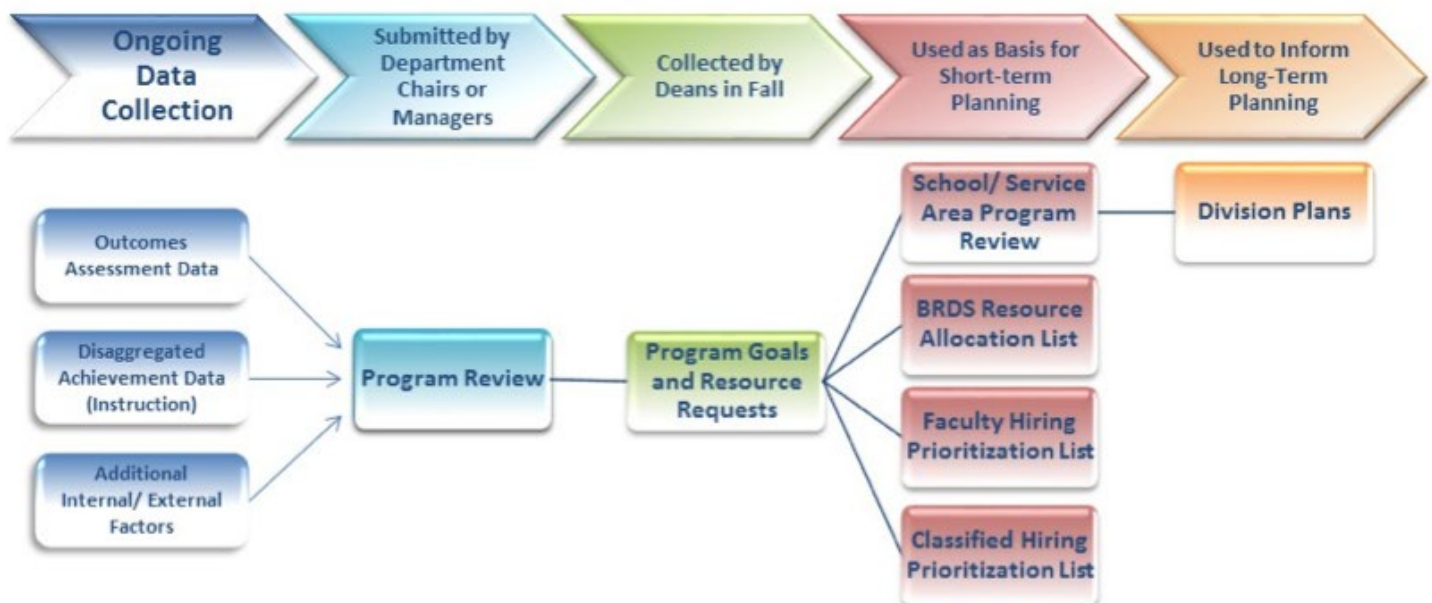 Ongoing
Data
Collection
Submitted by
Department
Chairs or
Managers
Collected by
Deans in Fall
Used as Basis for
Short-term
Planning
Used to Inform
Long-Term
Planning
Outcomes
Assessment Data
Disaggregated
Achievement Data
(Instruction)
Additional
Internal/ External
Factors
Program Review
Program Goals
and Resource
Requests
School/ Service
Area Program
Review
BRDS Resource
Allocation List
Faculty Hiring
Prioritization List
Classified Hiring
Prioritization List
Division Plans